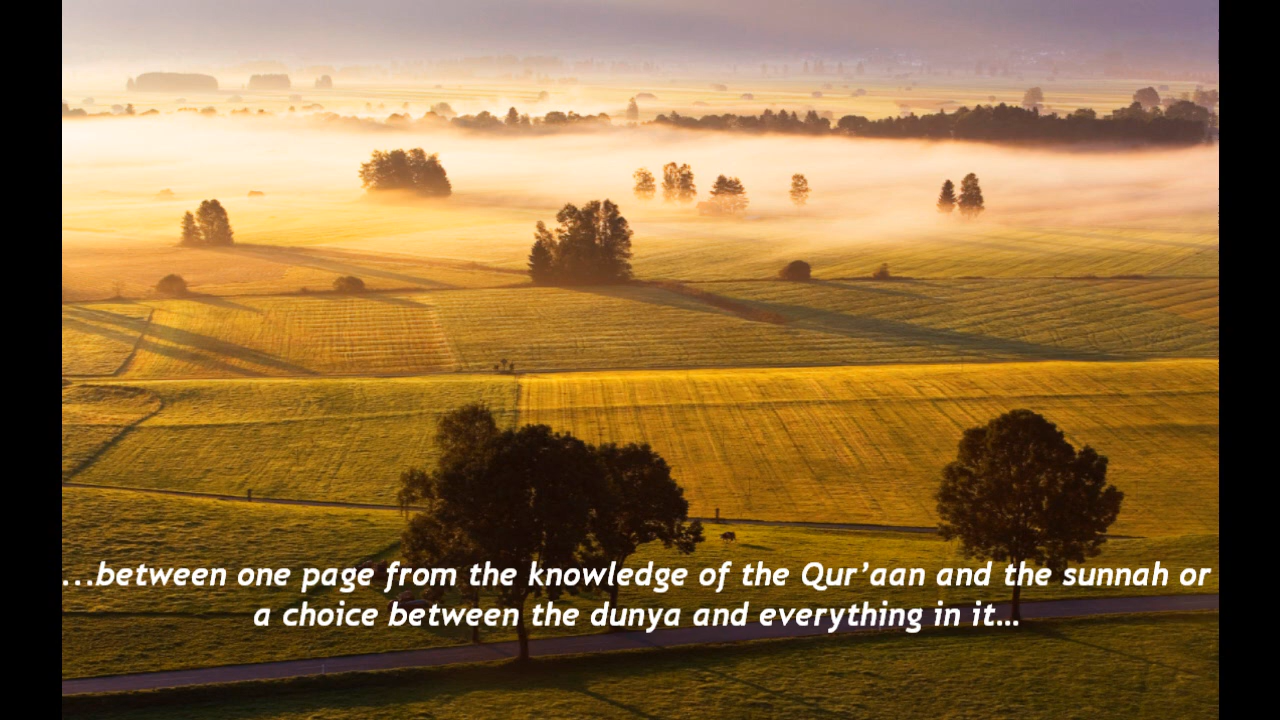 ...between one page from the knowledge of the Qur’aan and the sunnah or
a choice between the dunya and everything in it…